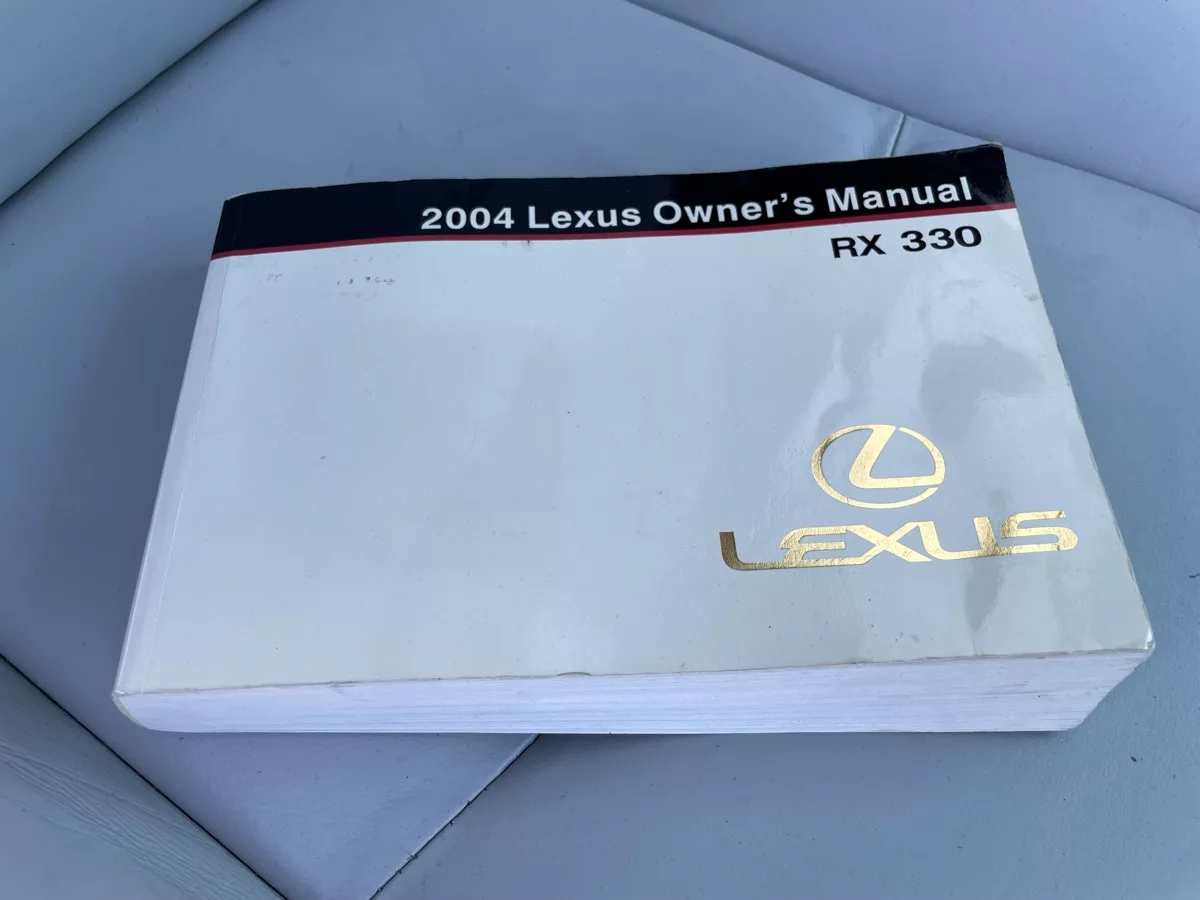 2004 Lexus Owner's Manual
RX 330
LEXUS